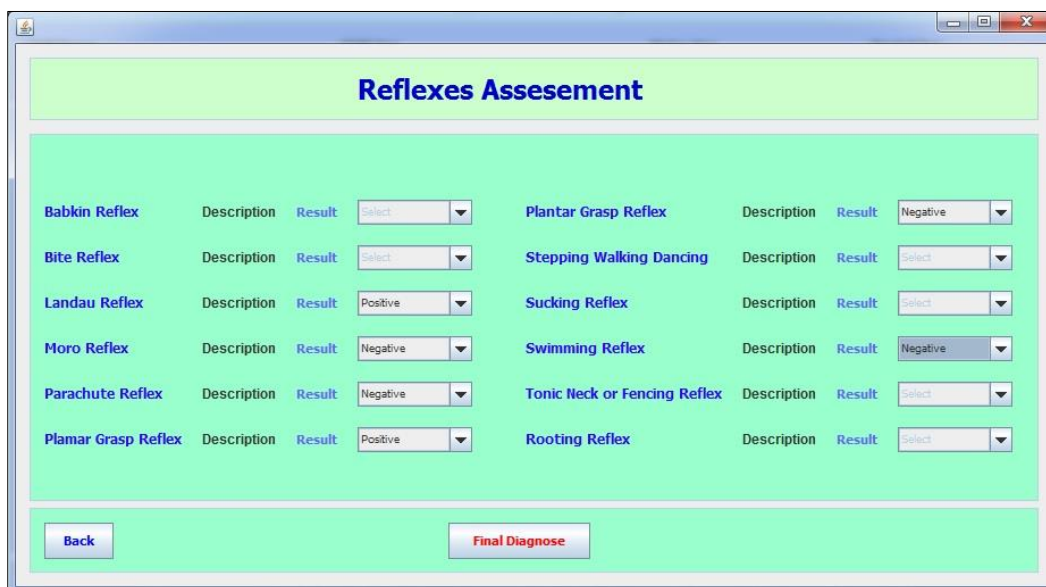 Reflexes Assesement
Babkin Reflex Description Result Select Plantar Grasp Reflex Description Result Negative
Bite Reflex Description Result Select Stepping Walking Dancing Description Result Select
Landau Reflex Description Result Positive Sucking Reflex Description Result Select
Moro Reflex Description Result Negative Swimming Reflex Description Result Negative
Parachute Reflex Description Result Negative Tonic Neck or Fencing Reflex Description Result Select
Plamar Grasp Reflex Description Result Positive Rooting Reflex Description Result Select
Back Final Diagnose